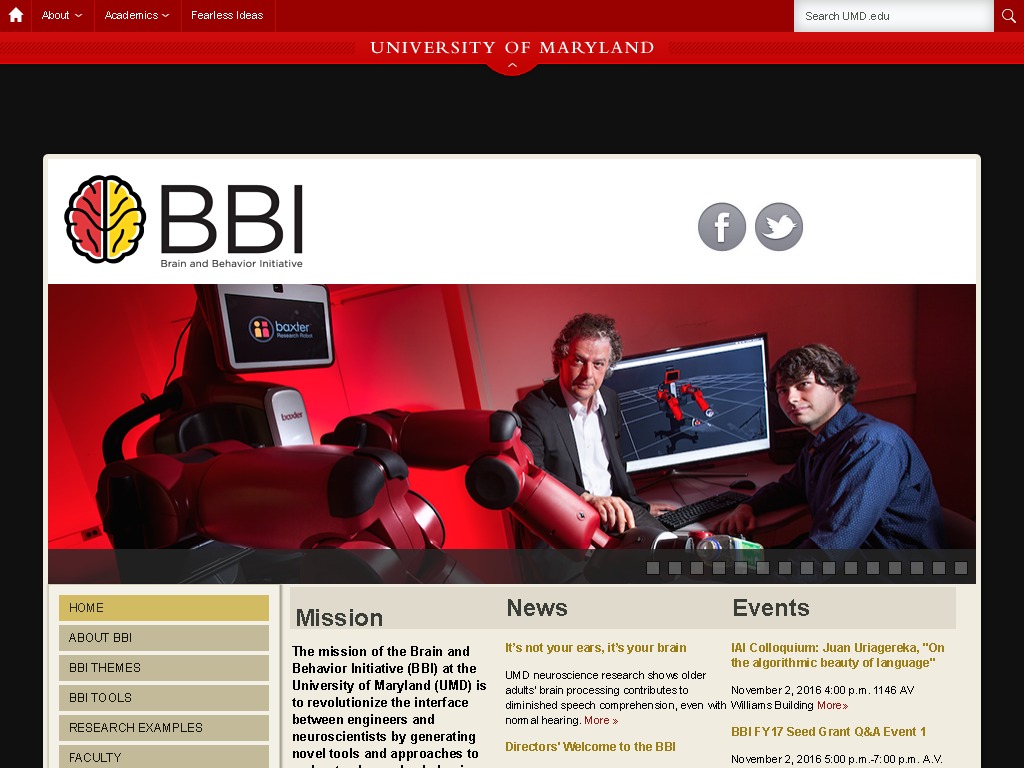 About
Academics
Fearless Ideas
Search UMD.edu
UNIVERSITY OF MARYLAND
BBI
Brain and Behavior Initiative
baxter
Research Robot
baxter
HOME
ABOUT BBI
BBI THEMES
BBI TOOLS
RESEARCH EXAMPLES
FACULTY
Mission
The mission of the Brain and
Behavior Initiative (BBI) at the
University of Maryland (UMD) is
to revolutionize the interface
between engineers and
neuroscientists by generating
novel tools and approaches to
News
It's not your ears, it's your brain
UMD neuroscience research shows older
adults' brain processing contributes to
diminished speech comprehension, even with
normal hearing. More »
Directors' Welcome to the BBI
Events
IAI Colloquium: Juan Uriagereka, "On
the algorithmic beauty of language"
November 2, 2016 4:00 p.m. 1146 AV
Williams Building More»
BBI FY17 Seed Grant Q&A Event 1
November 2, 2016 5:00 p.m.-7:00 p.m. A.V.